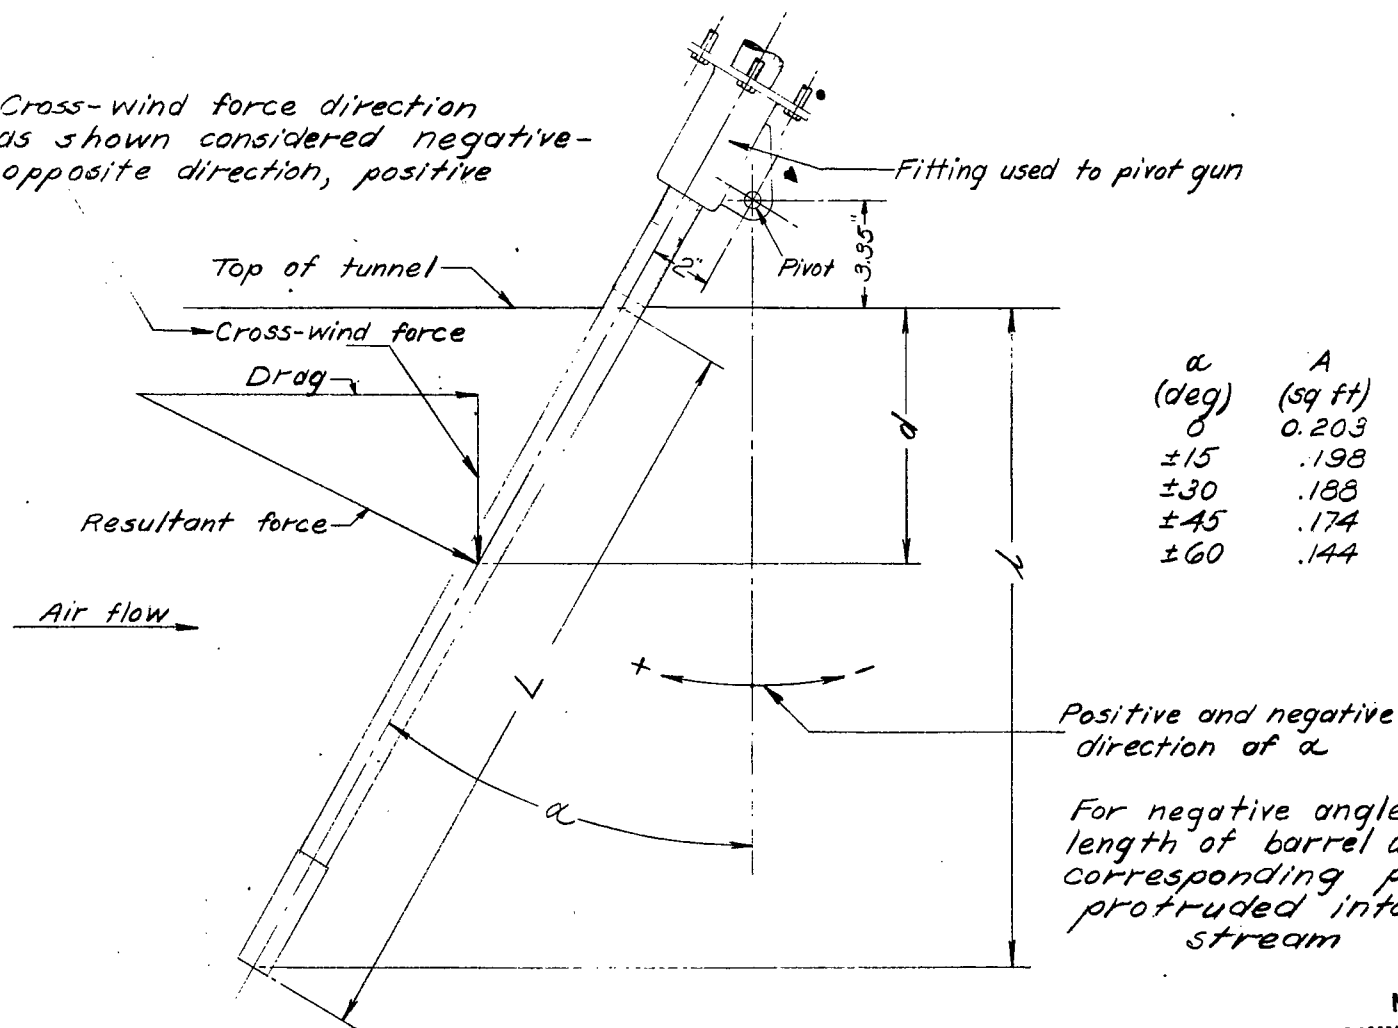 Cross-wind force direction
as shown considered negative-
opposite direction, positive
Fitting used to pivot gun
2"
Pivot
3.95"
Top of tunnel
Cross-wind force
Drag
Resultant force
Air flow
d
L
α
+
-
α A
(deg) (sq ft)
0 0.203
±15 .198
±30 .188
±45 .174
±60 .144
Positive and negative
direction of α
For negative angle
length of barrel
corresponding
protruded into
stream